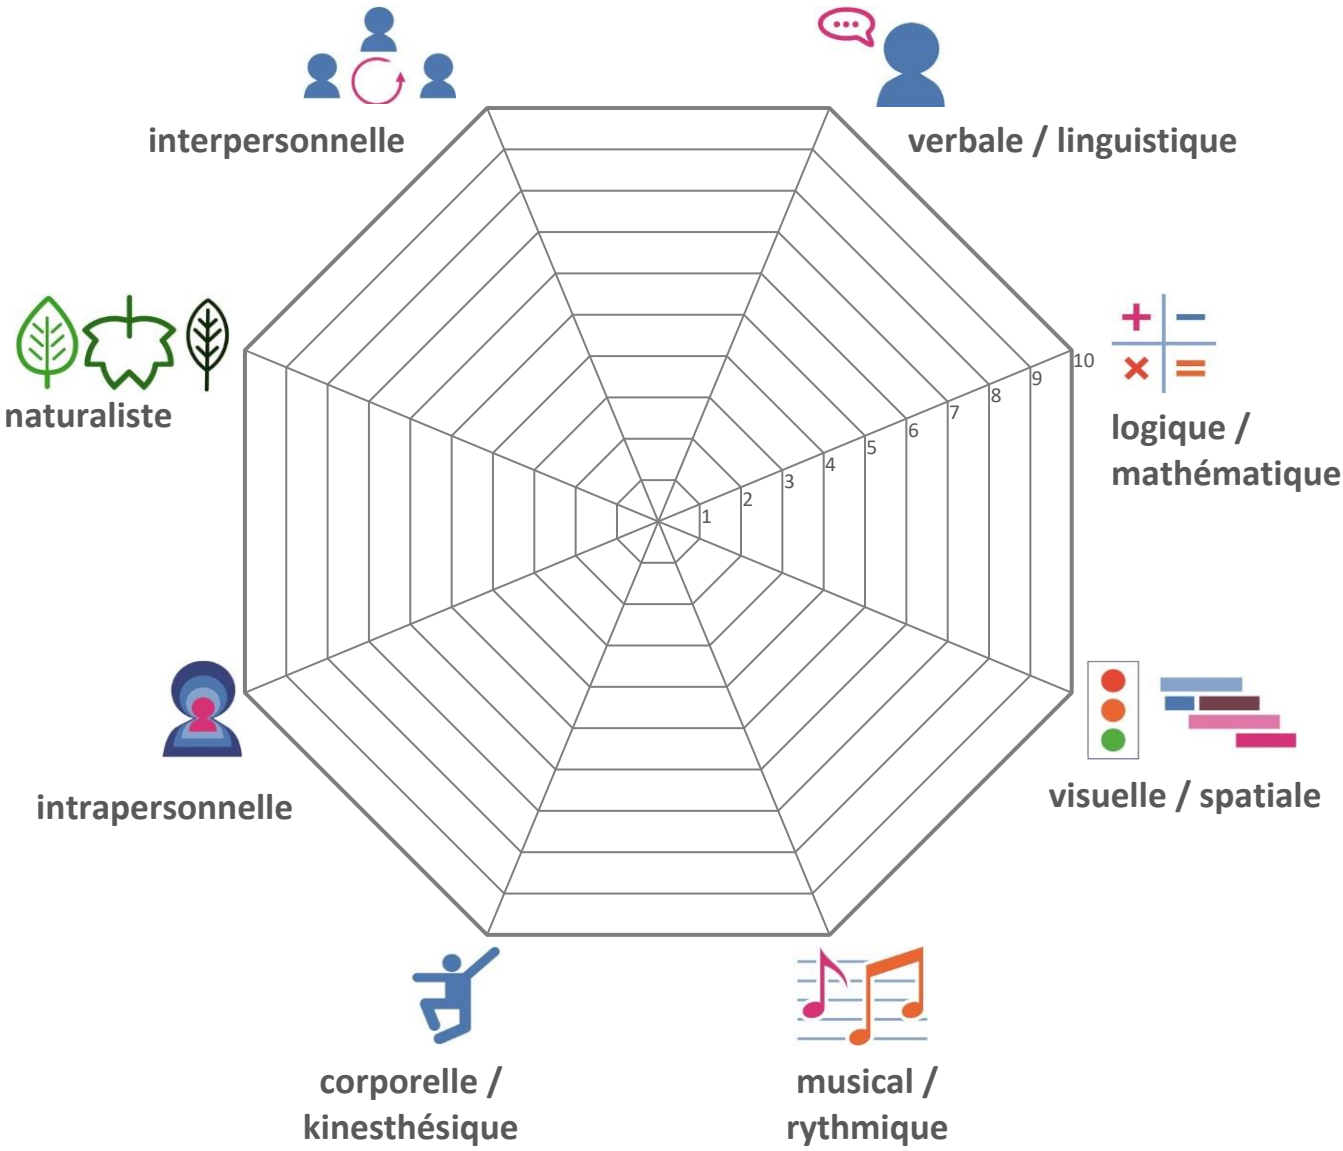 interpersonnelle
verbale / linguistique
naturaliste
10
9
8
7
6
5
4
3
2
1
logique /
mathématique
intrapersonnelle
visuelle / spatiale
corporelle /
kinesthésique
musical /
rythmique